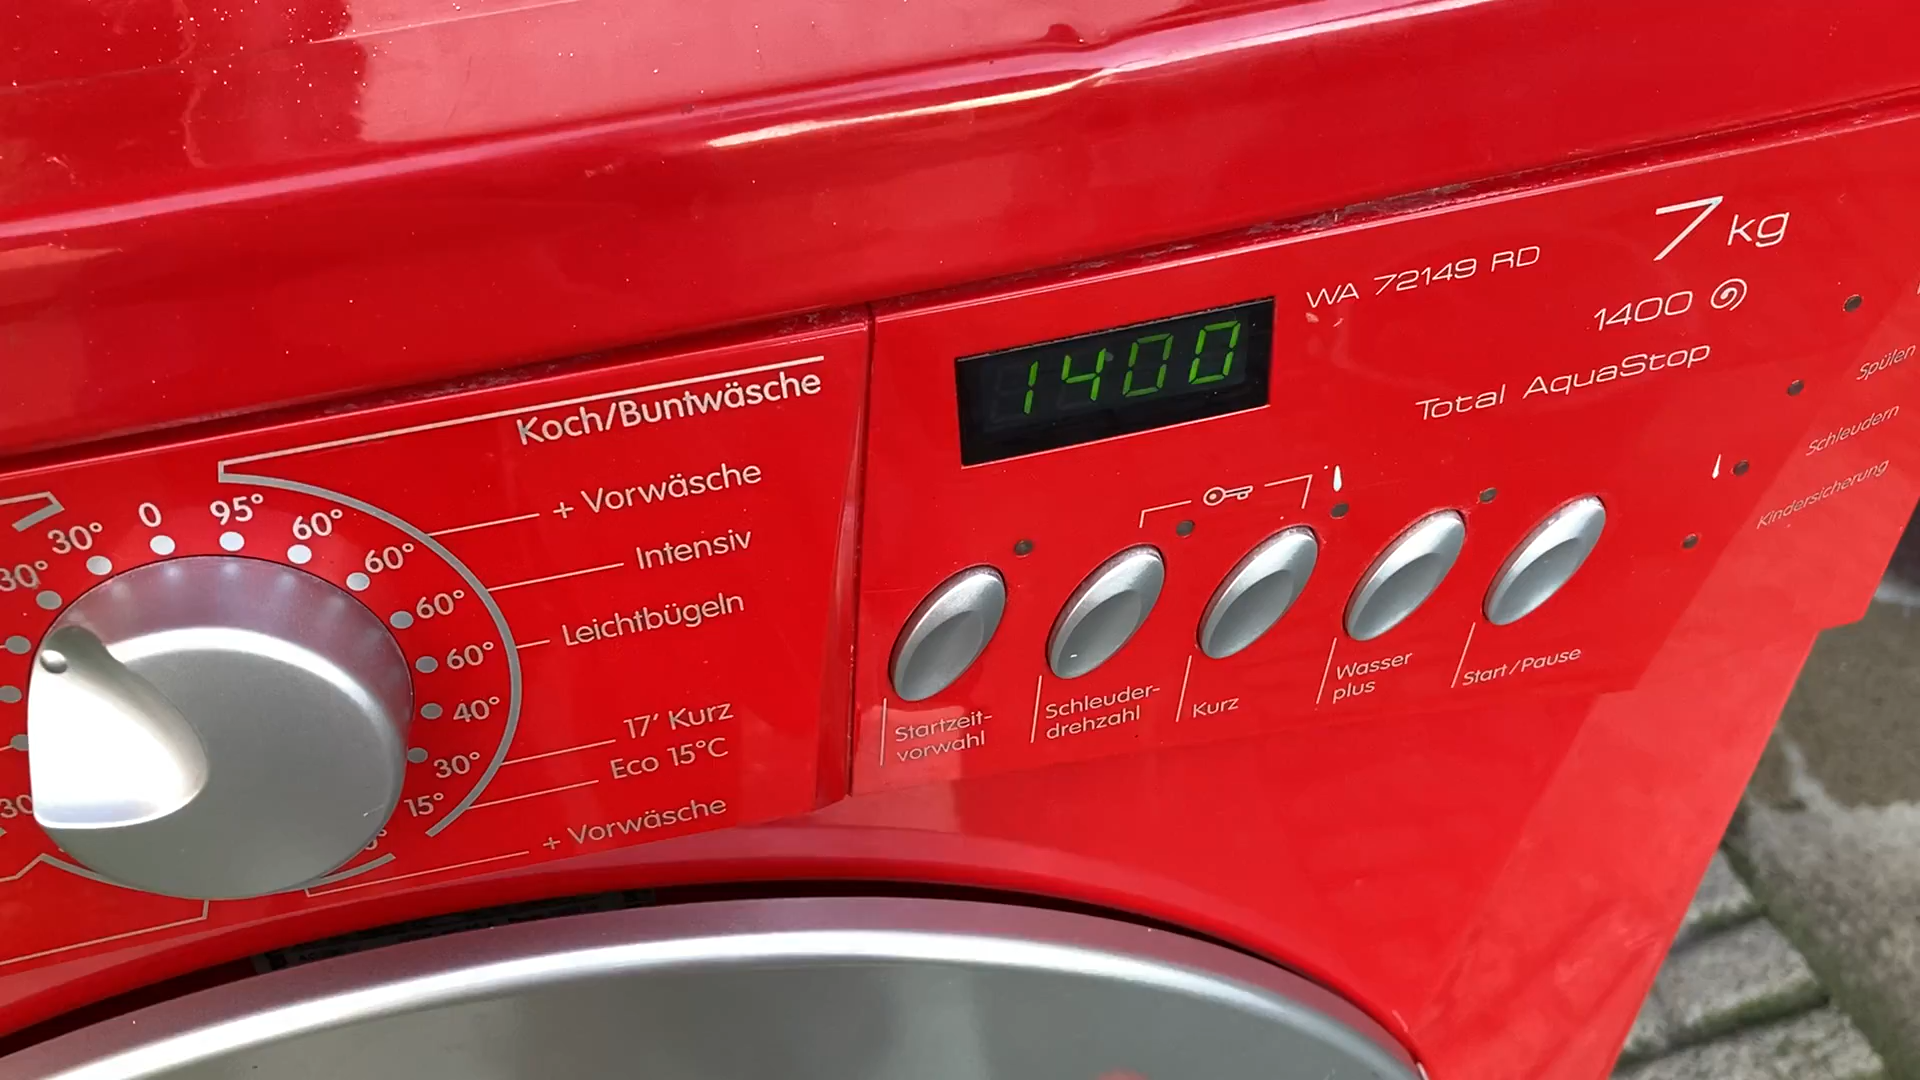 7 kg
WA 72149 RD
1400
1400
Total AquaStop
Spülen
Schleudern
Kindersicherung
Koch/Buntwäsche
+ Vorwäsche
Intensiv
Leichtbügeln
17' Kurz
Eco 15°C
+ Vorwäsche
30°
30°
0
95°
60°
60°
60°
60°
40°
30°
15°
30
Startzeit-
vorwahl
Schleuder-
drehzahl
Kurz
Wasser
plus
Start/Pause